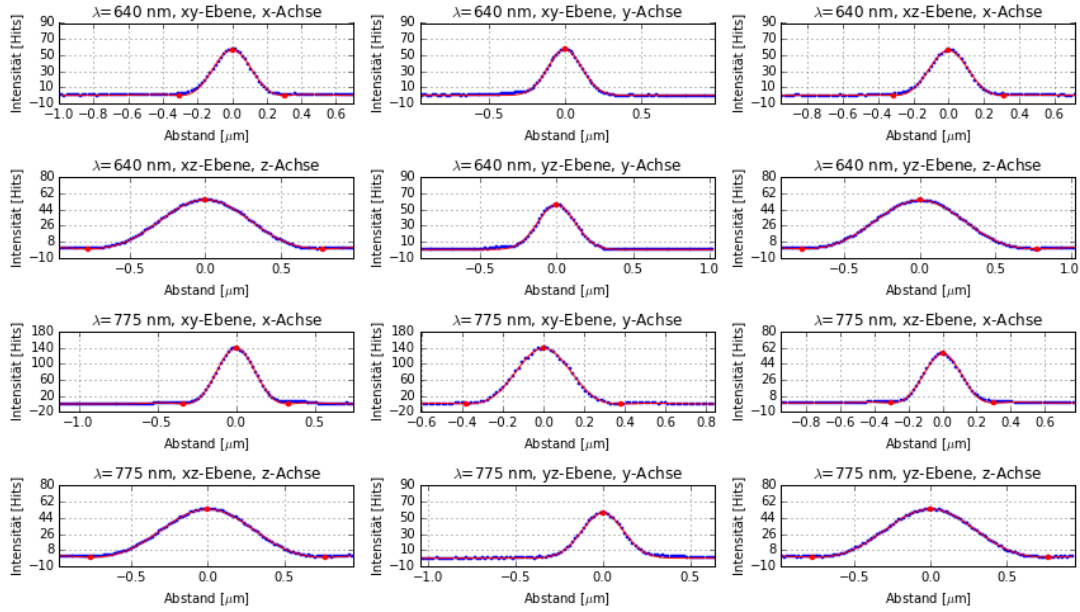 λ=640 nm, xy-Ebene, x-Achse
Intensität [Hits]
90
70
50
30
10
−10
−1.0 −0.8 −0.6 −0.4 −0.2 0.0 0.2 0.4 0.6
Abstand [μm]
λ=640 nm, xy-Ebene, y-Achse
Intensität [Hits]
90
70
50
30
10
−10
−0.5 0.0 0.5
Abstand [μm]
λ=640 nm, xz-Ebene, x-Achse
Intensität [Hits]
90
70
50
30
10
−10
−0.8 −0.6 −0.4 −0.2 0.0 0.2 0.4 0.6
Abstand [μm]
λ=640 nm, xz-Ebene, z-Achse
Intensität [Hits]
80
62
44
26
8
−10
−0.5 0.0 0.5
Abstand [μm]
λ=640 nm, yz-Ebene, y-Achse
Intensität [Hits]
90
70
50
30
10
−10
−0.5 0.0 0.5 1.0
Abstand [μm]
λ=640 nm, yz-Ebene, z-Achse
Intensität [Hits]
80
62
44
26
8
−10
−0.5 0.0 0.5 1.0
Abstand [μm]
λ=775 nm, xy-Ebene, x-Achse
Intensität [Hits]
180
140
100
60
20
−20
−1.0 −0.5 0.0 0.5
Abstand [μm]
λ=775 nm, xy-Ebene, y-Achse
Intensität [Hits]
180
140
100
60
20
−20
−0.6 −0.4 −0.2 0.0 0.2 0.4 0.6 0.8
Abstand [μm]
λ=775 nm, xz-Ebene, x-Achse
Intensität [Hits]
80
62
44
26
8
−10
−0.8 −0.6 −0.4 −0.2 0.0 0.2 0.4 0.6
Abstand [μm]
λ=775 nm, xz-Ebene, z-Achse
Intensität [Hits]
80
62
44
26
8
−10
−0.5 0.0 0.5
Abstand [μm]
λ=775 nm, yz-Ebene, y-Achse
Intensität [Hits]
90
70
50
30
10
−10
−1.0 −0.5 0.0 0.5
Abstand [μm]
λ=775 nm, yz-Ebene, z-Achse
Intensität [Hits]
80
62
44
26
8
−10
−0.5 0.0 0.5
Abstand [μm]